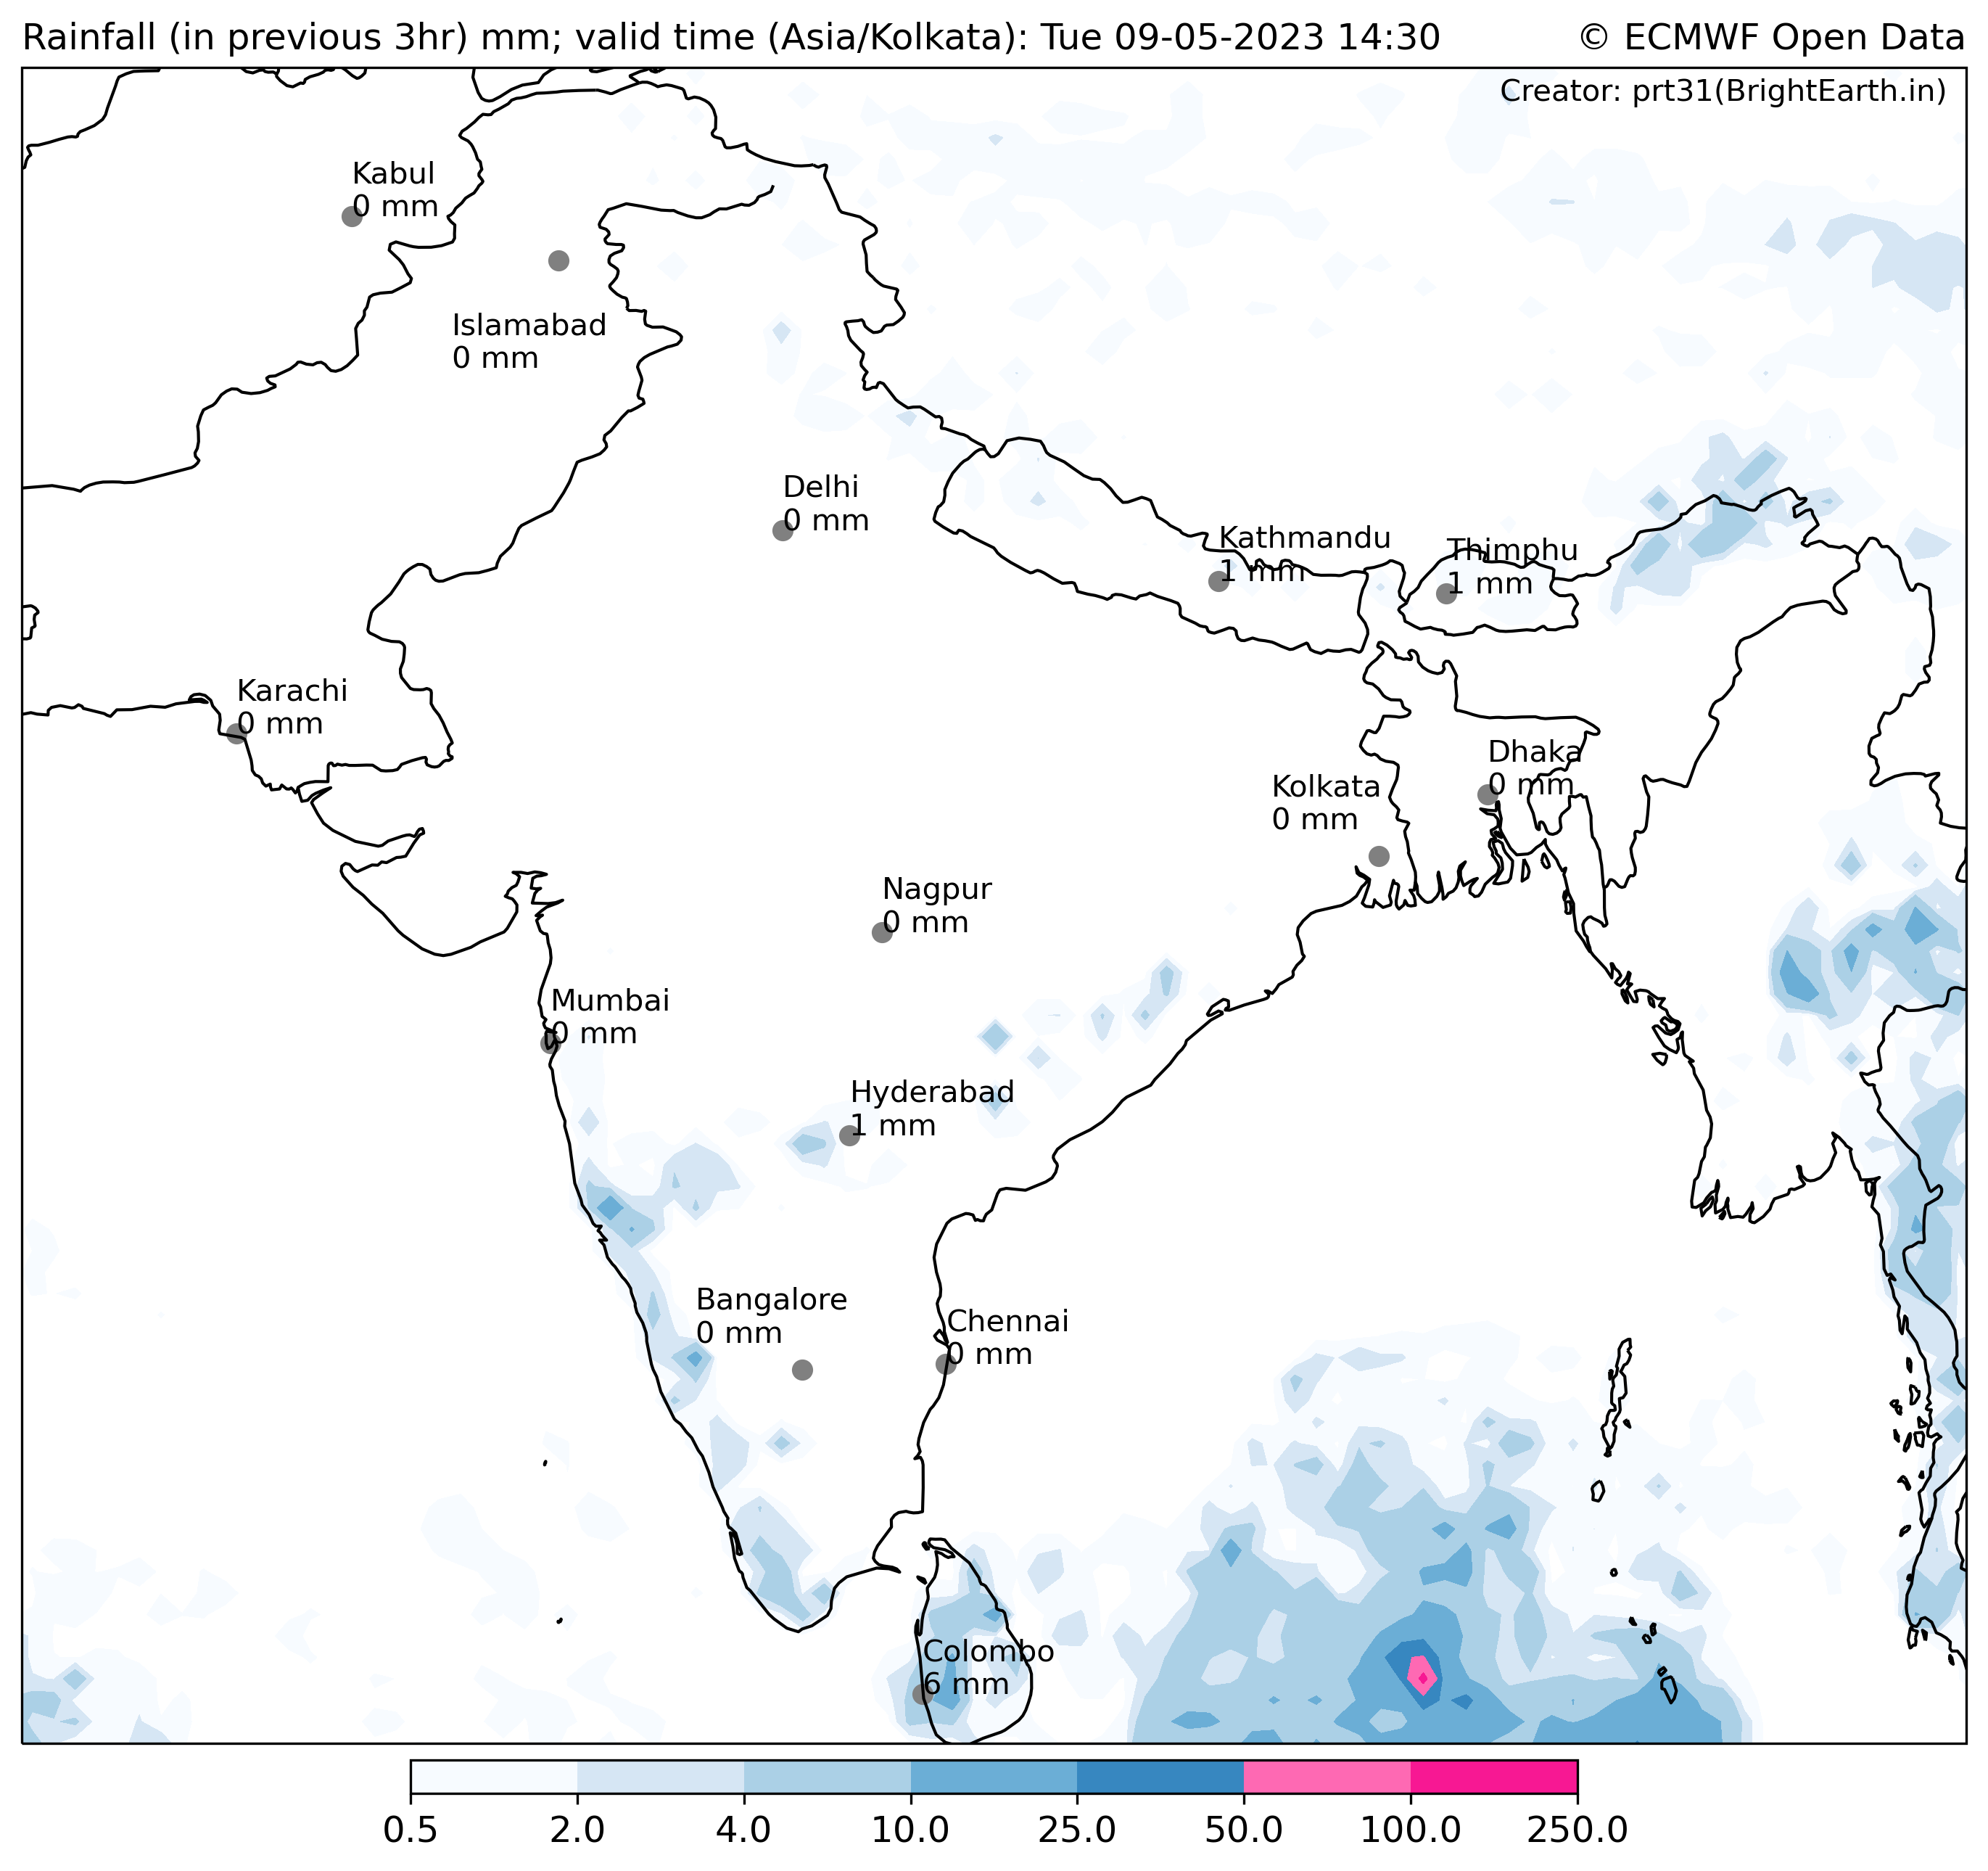 Rainfall (in previous 3hr) mm; valid time (Asia/Kolkata): Tue 09-05-2023 14:30
© ECMWF Open Data
Creator: prt31(BrightEarth.in)
Kabul
0 mm
Islamabad
0 mm
Delhi
0 mm
Kathmandu
1 mm
Thimphu
1 mm
Karachi
0 mm
Dhaka
0 mm
Kolkata
0 mm
Nagpur
0 mm
Mumbai
0 mm
Hyderabad
1 mm
Bangalore
0 mm
Chennai
0 mm
Colombo
6 mm
0.5 2.0 4.0 10.0 25.0 50.0 100.0 250.0